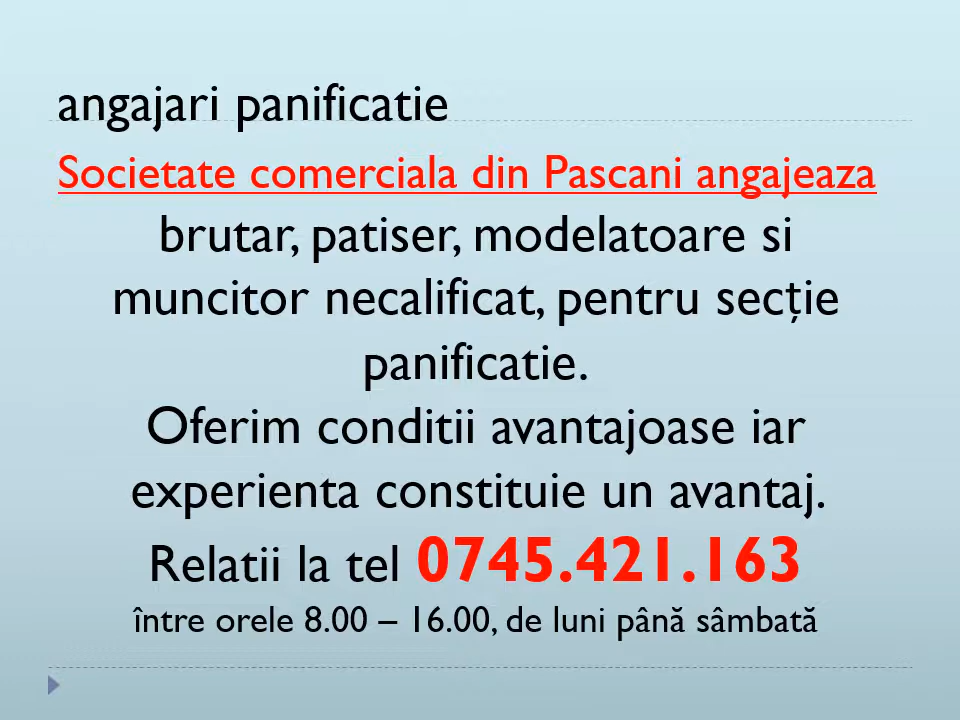 angajari panificatie
Societate comerciala din Pascani angajeaza
brutar, patiser, modelatoare si
muncitor necalificat, pentru secţie
panificatie.
Oferim conditii avantajoase iar
experienta constituie un avantaj.
Relatii la tel 0745.421.163
între orele 8.00 – 16.00, de luni până sâmbată